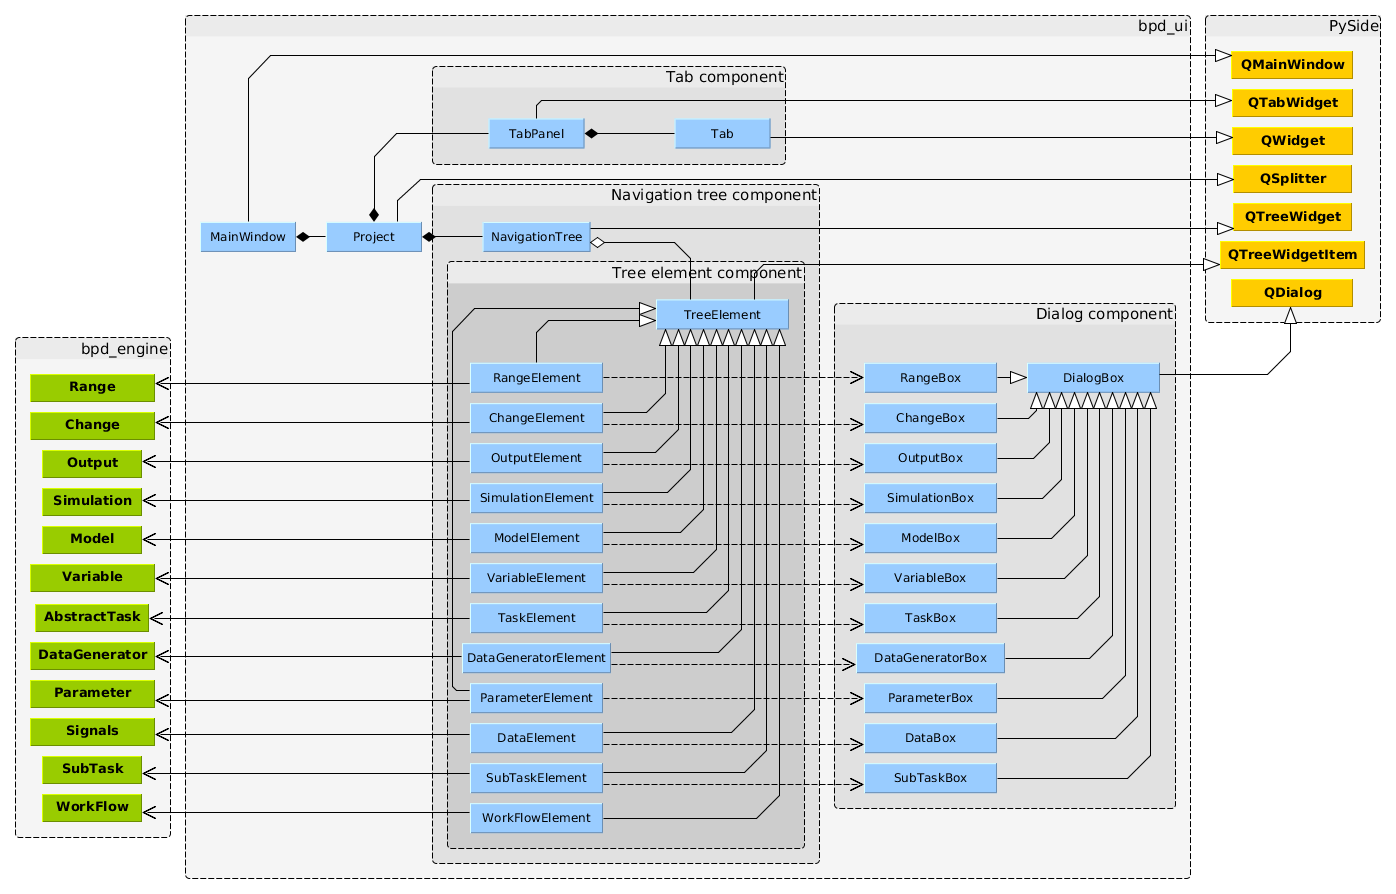 bpd_ui
PySide
QMainWindow
Tab component
QTabWidget
TabPanel
Tab
QWidget
QSplitter
Navigation tree component
QTreeWidget
MainWindow
Project
NavigationTree
QTreeWidgetItem
Tree element component
QDialog
TreeElement
Dialog component
bpd_engine
Range
RangeElement
RangeBox
DialogBox
Change
ChangeElement
ChangeBox
Output
OutputElement
OutputBox
Simulation
SimulationElement
SimulationBox
Model
ModelElement
ModelBox
Variable
VariableElement
VariableBox
AbstractTask
TaskElement
TaskBox
DataGenerator
DataGeneratorElement
DataGeneratorBox
Parameter
ParameterElement
ParameterBox
Signals
DataElement
DataBox
SubTask
SubTaskElement
SubTaskBox
WorkFlow
WorkFlowElement